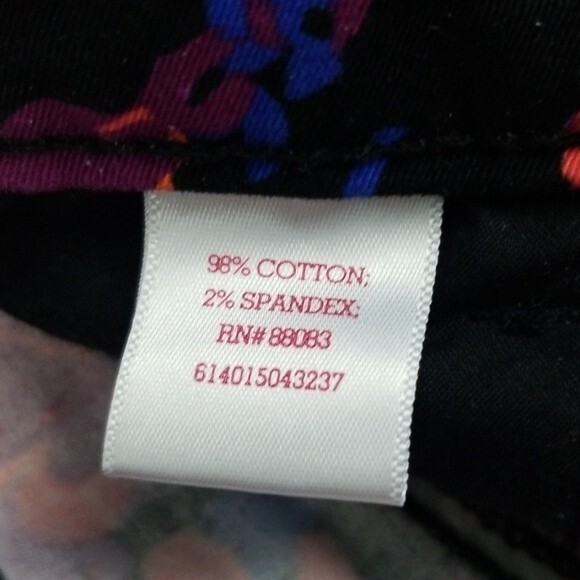 98% COTTON;
2% SPANDEX;
RN# 88083
614015043237